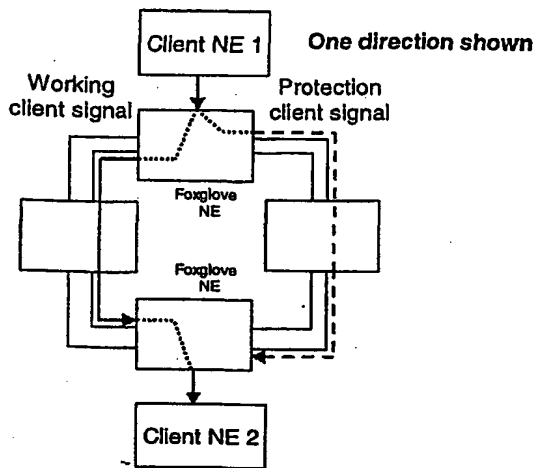 Client NE 1
One direction shown
Working
client signal
Protection
client signal
Foxglove
NE
Foxglove
NE
Client NE 2